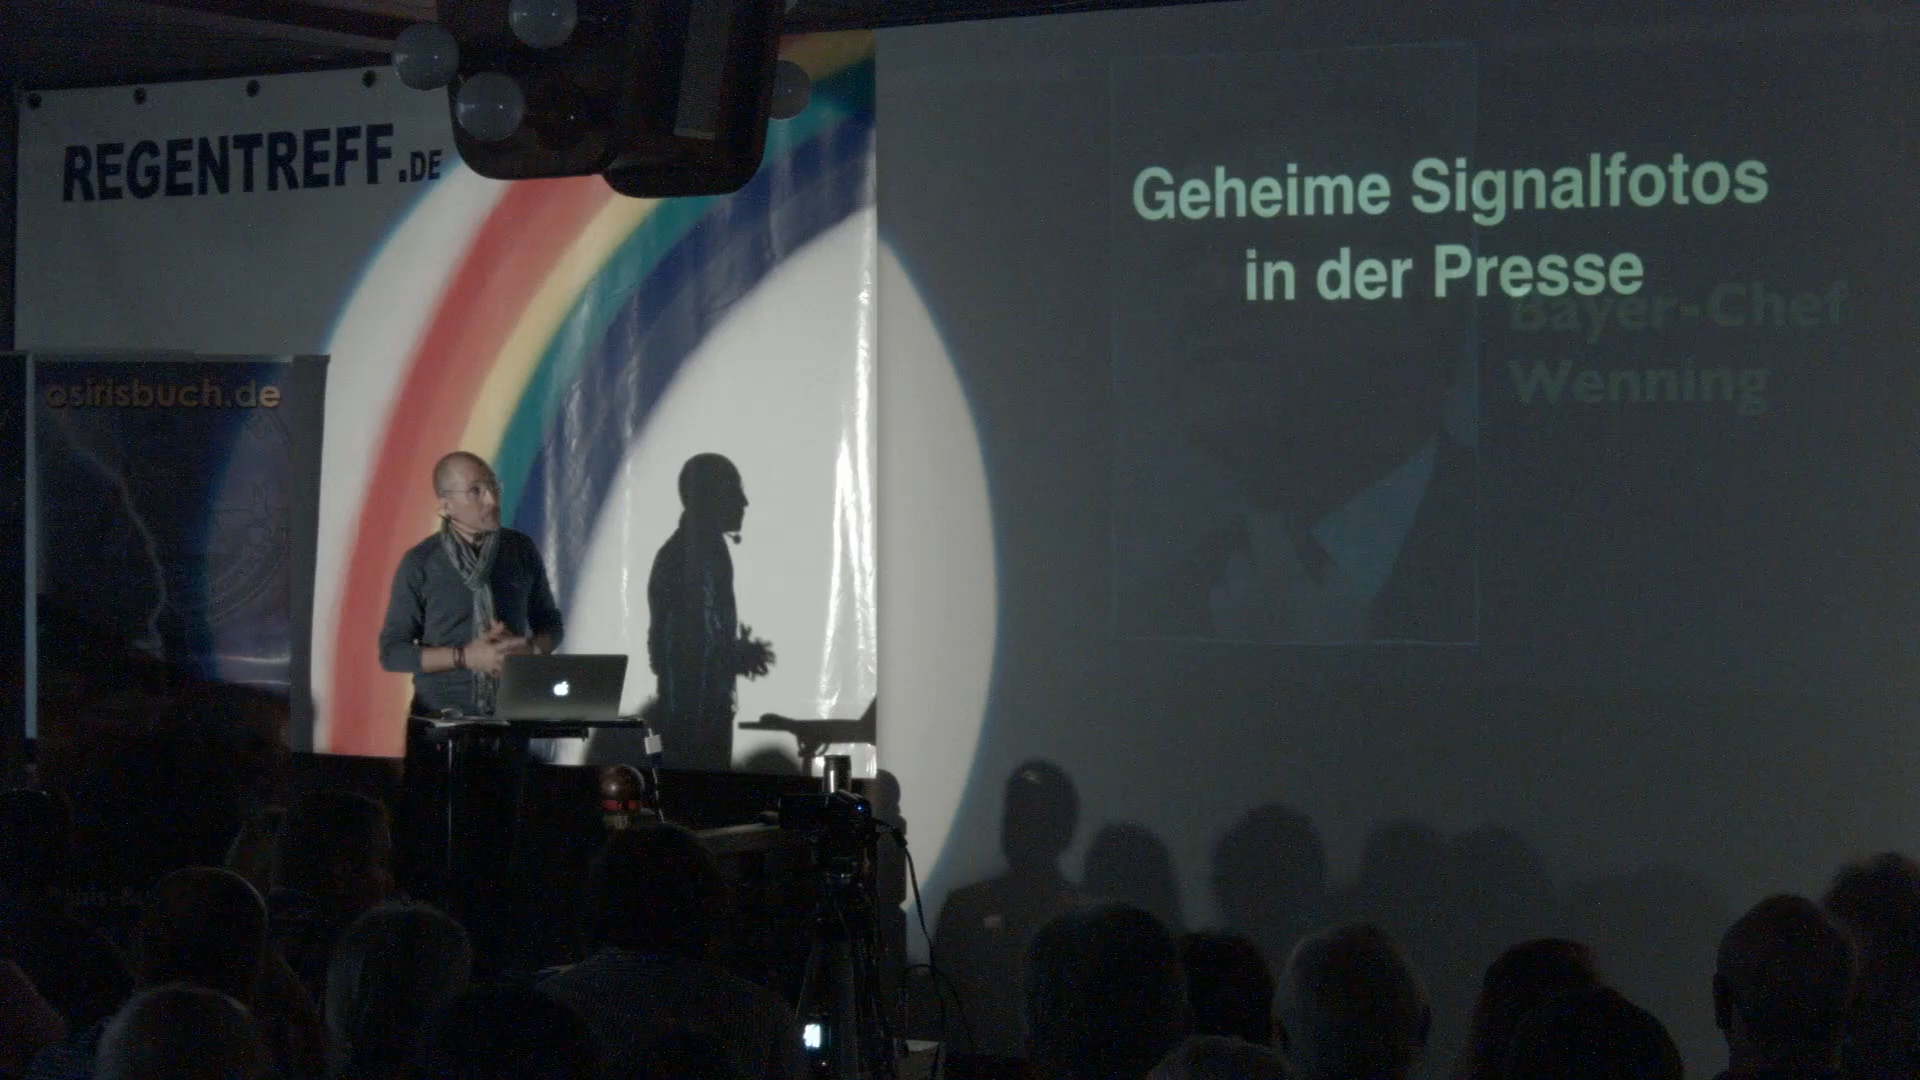 REGENTREFF.DE
osirisbuch.de
Geheime Signalfotos
in der Presse
Bayer-Chef
Wenning